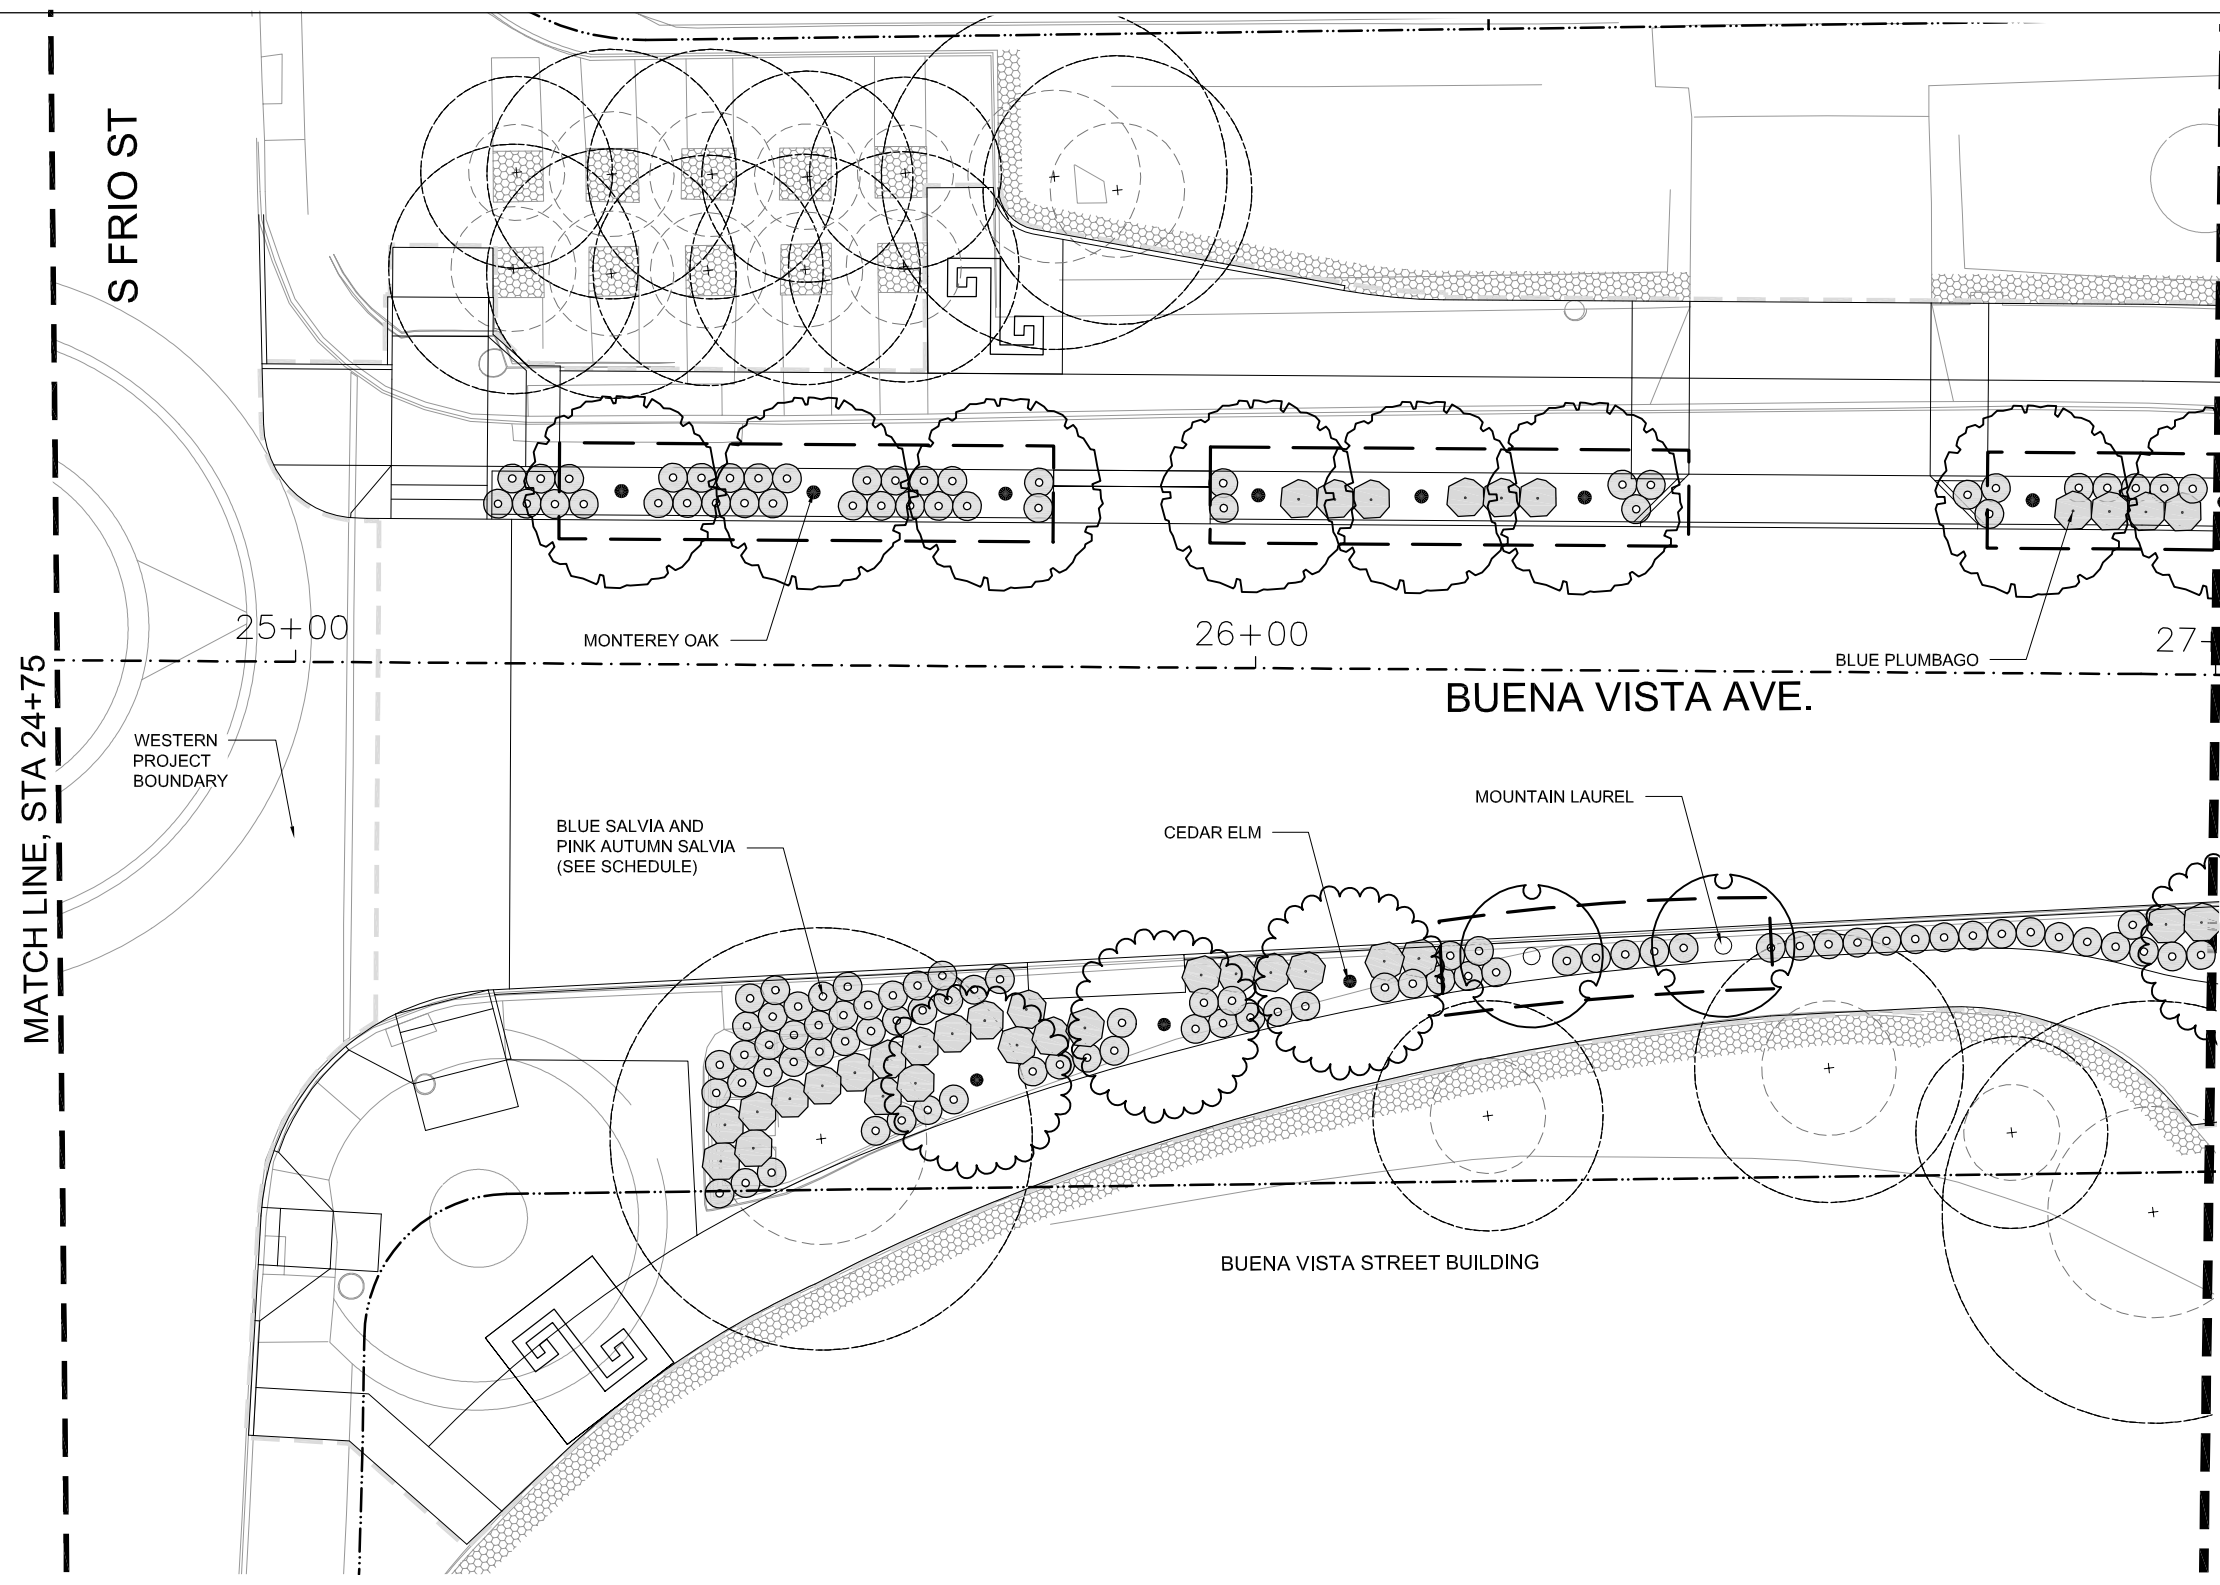 S FRIO ST
25+00
MONTEREY OAK
26+00
BLUE PLUMBAGO
27+
BUENA VISTA AVE.
MATCH LINE, STA 24+75
WESTERN
PROJECT
BOUNDARY
BLUE SALVIA AND
PINK AUTUMN SALVIA
(SEE SCHEDULE)
CEDAR ELM
MOUNTAIN LAUREL
BUENA VISTA STREET BUILDING